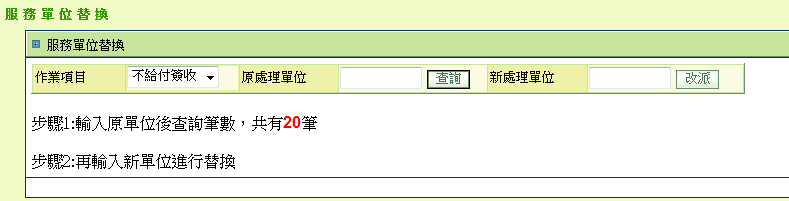 服務單位替換
服務單位替換
作業項目 不給付簽收 原處理單位 查詢 新處理單位 改派
步驟1:輸入原單位後查詢筆數，共有20筆
步驟2:再輸入新單位進行替換